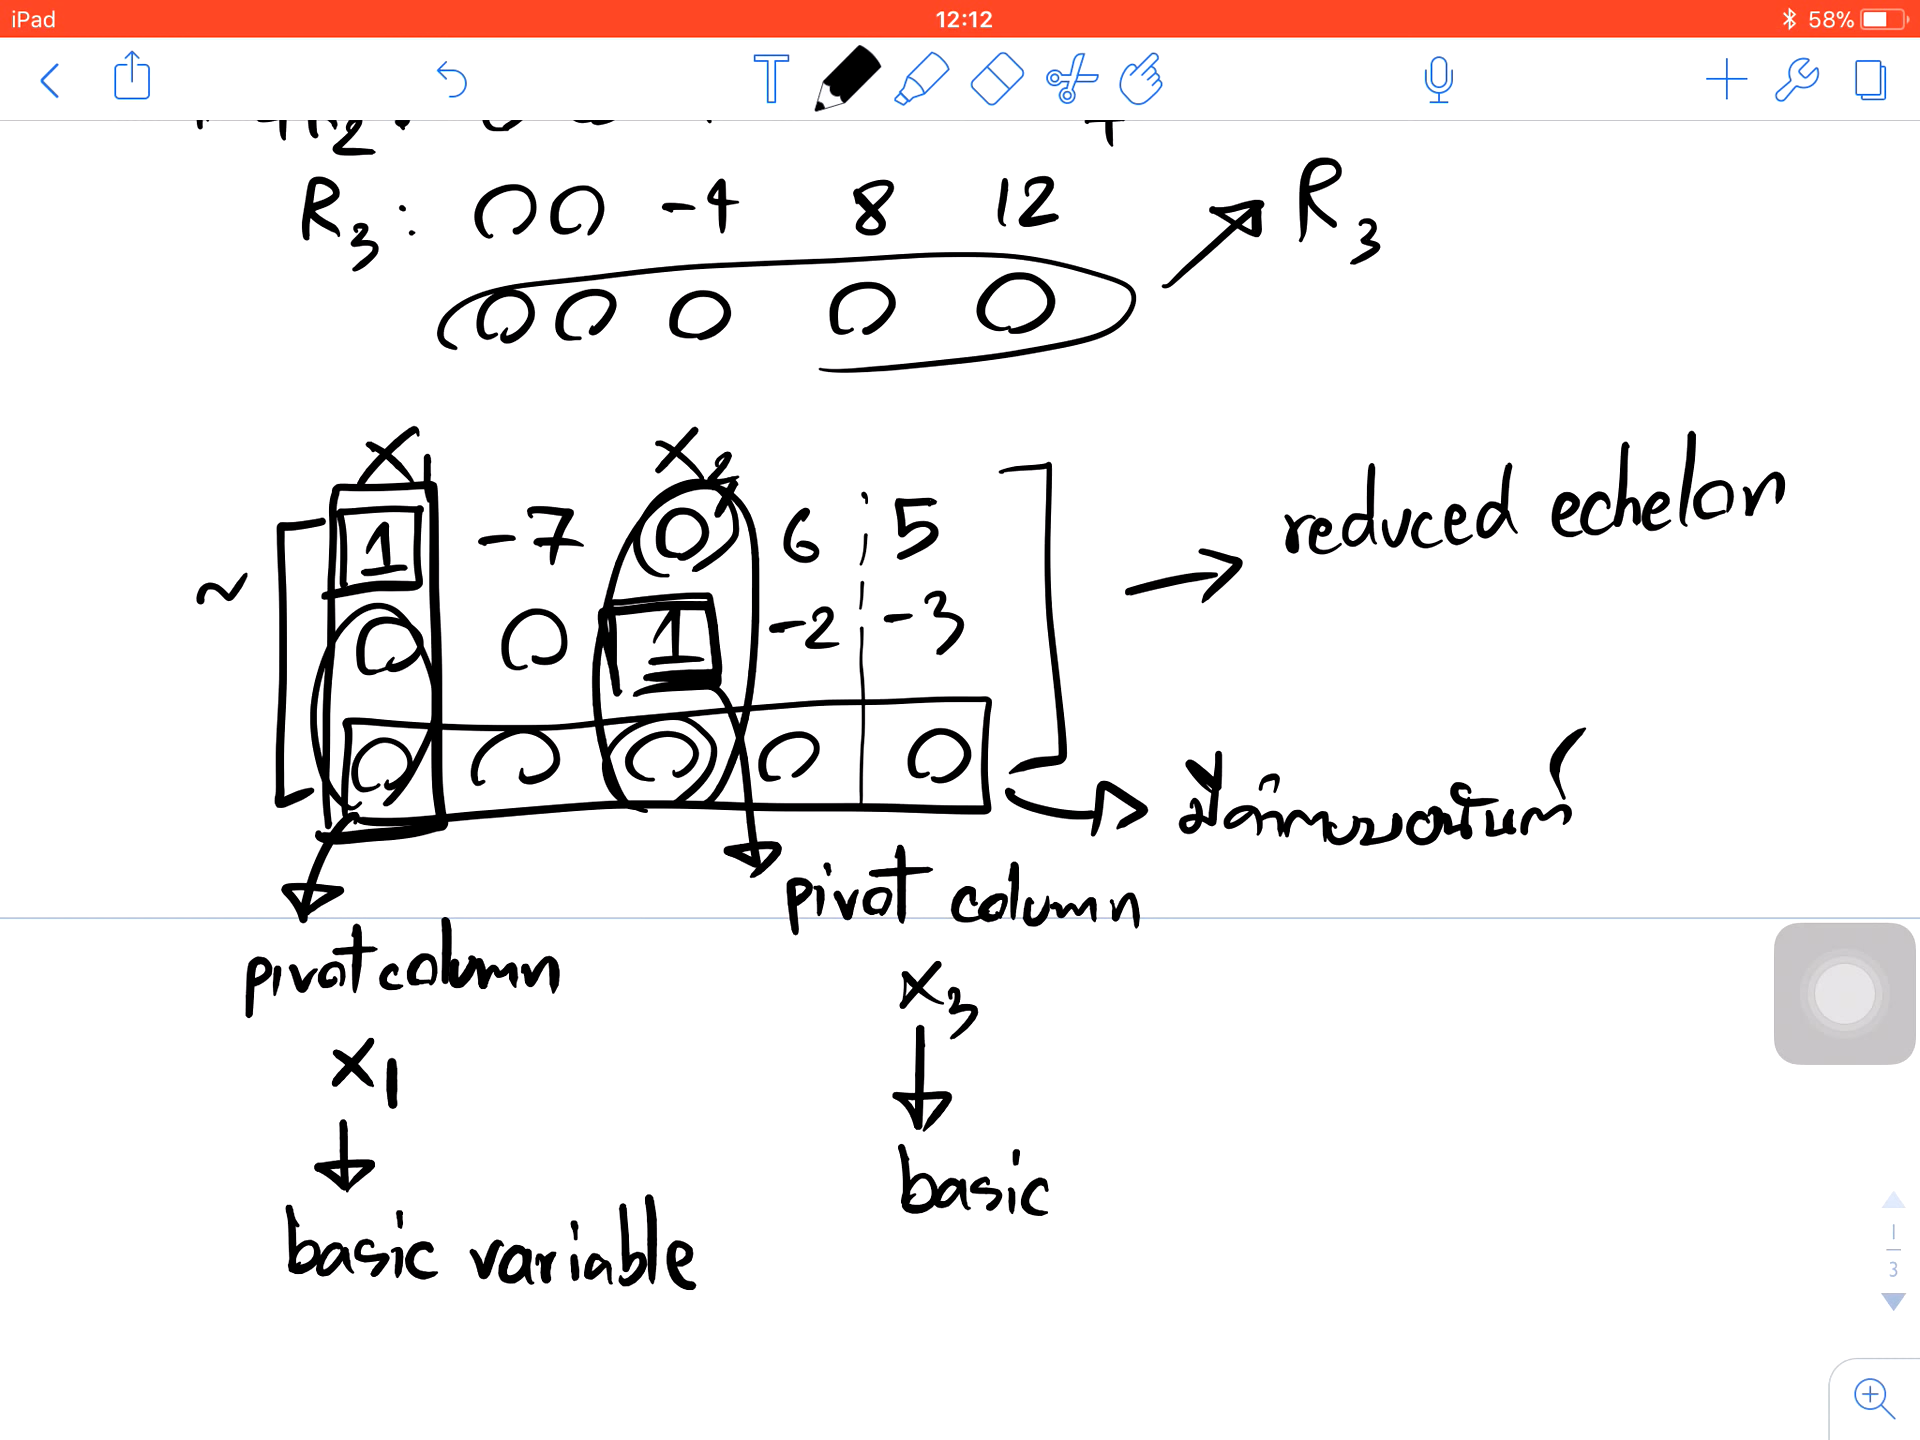 iPad 12:12 58%
R3: 0 0 -4 8 12 → R3
0 0 0 0 0
x1 x2
~ 1 -7 0 6 5 → reduced echelon
0 0 1 -2 -3
0 0 0 0 0
pivot column
pivot column
x3
x1
basic
basic variable
1
3